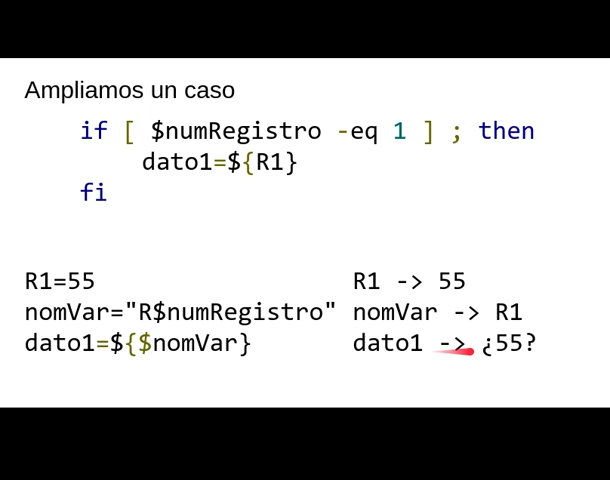 Ampliamos un caso
if [ $numRegistro -eq 1 ] ; then
dato1=${R1}
fi
R1=55 R1 -> 55
nomVar="R$numRegistro" nomVar -> R1
dato1=${$nomVar} dato1 -> ¿55?